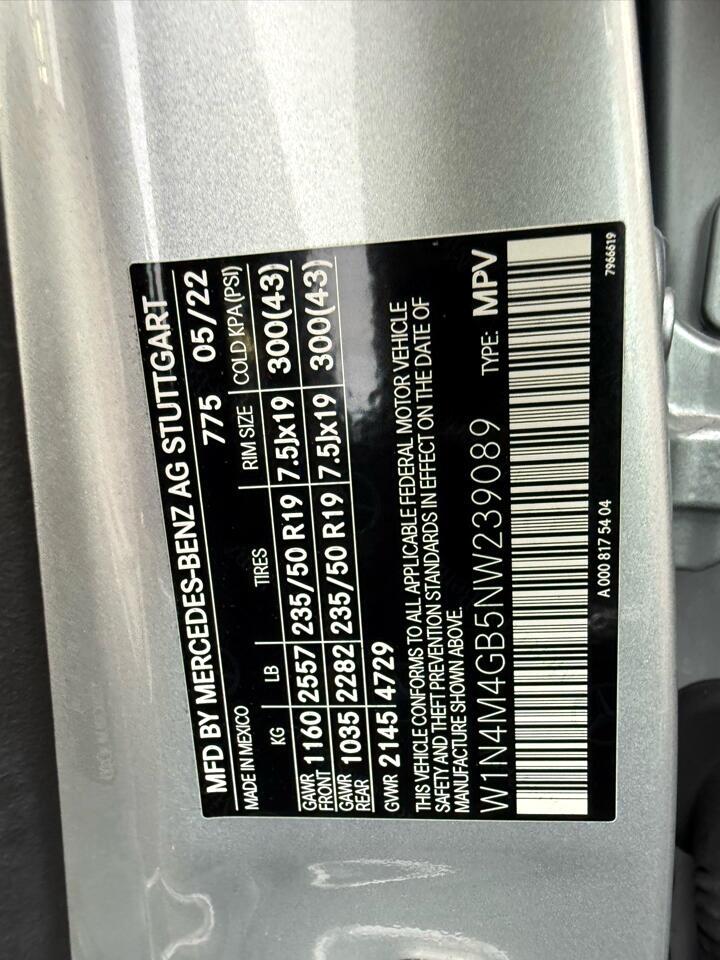 MFD BY MERCEDES-BENZ AG STUTTGART
MADE IN MEXICO 775 05/22
KG LB TIRES RIM SIZE COLD KPA(PSI)
GAWR FRONT 1160 2557 235/50 R19 7.5Jx19 300(43)
GAWR REAR 1035 2282 235/50 R19 7.5Jx19 300(43)
GVWR 2145 4729
THIS VEHICLE CONFORMS TO ALL APPLICABLE FEDERAL MOTOR VEHICLE
SAFETY AND THEFT PREVENTION STANDARDS IN EFFECT ON THE DATE OF
MANUFACTURE SHOWN ABOVE.
W1N4M4GB5NW239089 TYPE: MPV
A 000 817 54 04 7966619